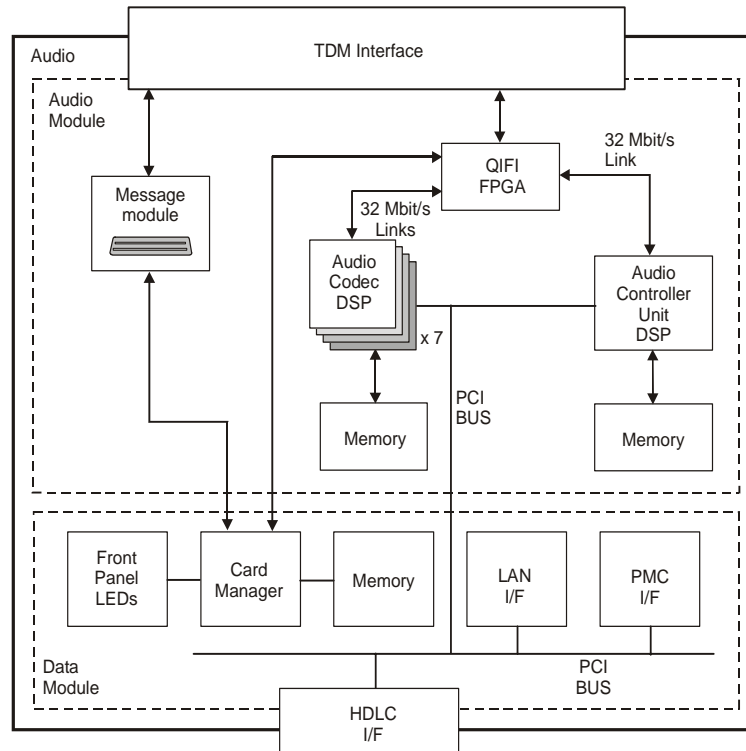 TDM Interface
Audio
Audio
Module
QIFI
FPGA
32 Mbit/s
Link
Message
module
32 Mbit/s
Links
Audio
Codec
DSP
x 7
Audio
Controller
Unit
DSP
PCI
BUS
Memory
Memory
Front
Panel
LEDs
Card
Manager
Memory
LAN
I/F
PMC
I/F
Data
Module
PCI
BUS
HDLC
I/F